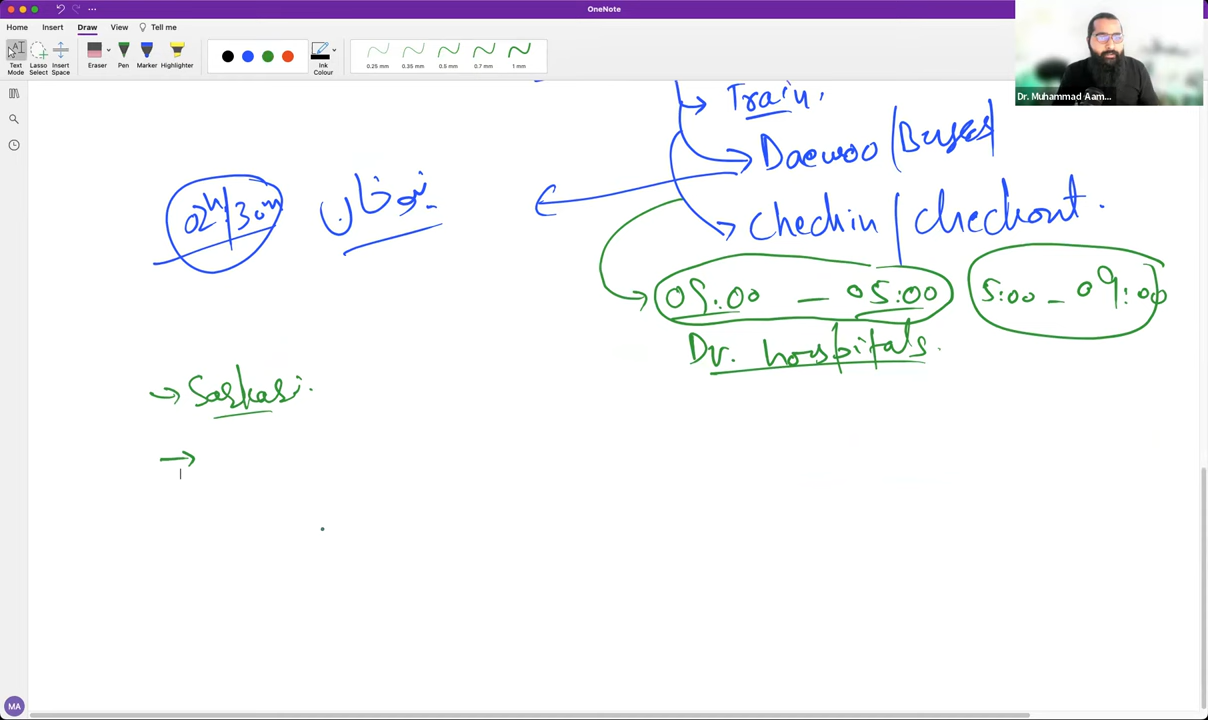 OneNote
Home Insert Draw View Tell me
Text Mode
Lasso Select
Insert Space
Eraser
Pen
Marker
Highlighter
Ink Colour
0.25 mm 0.35 mm 0.5 mm 0.7 mm 1 mm
Dr. Muhammad Aam...
→ Train.
→ Daewoo | Buses
02h/30m
→ Checkin / Checkout.
09:00 – 05:00 5:00 – 09:00
Dr. hospitals.
→ Sarkari.
→
MA